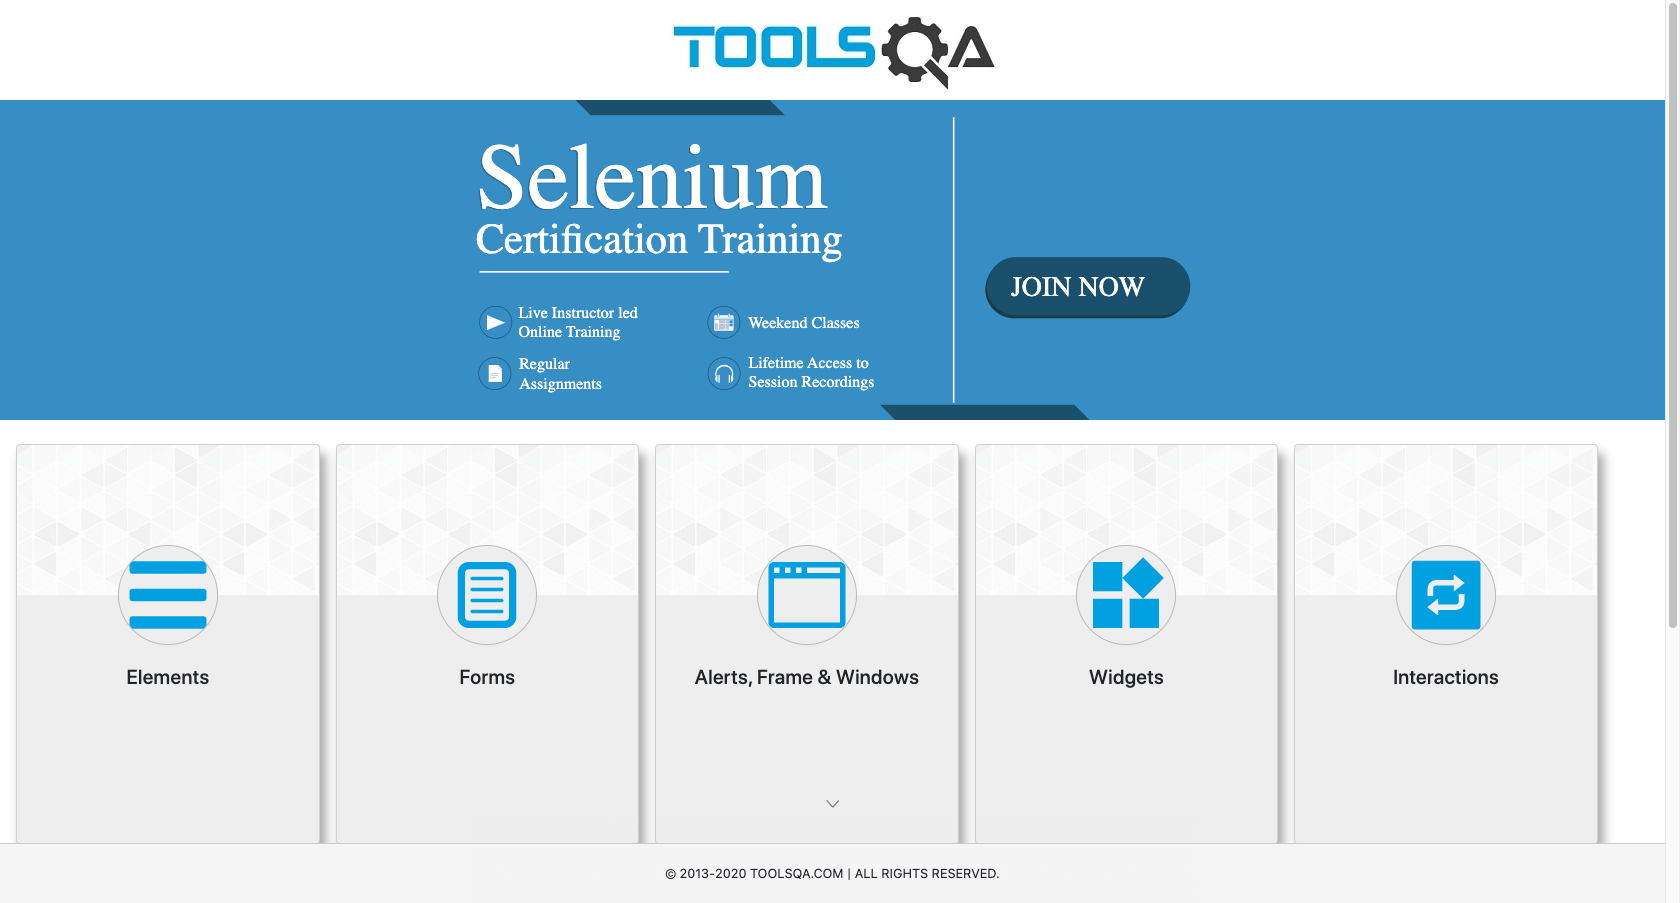 TOOLSQA
Selenium
Certification Training
Live Instructor led
Online Training
Weekend Classes
Regular
Assignments
Lifetime Access to
Session Recordings
JOIN NOW
Elements
Forms
Alerts, Frame & Windows
Widgets
Interactions
© 2013-2020 TOOLSQA.COM | ALL RIGHTS RESERVED.